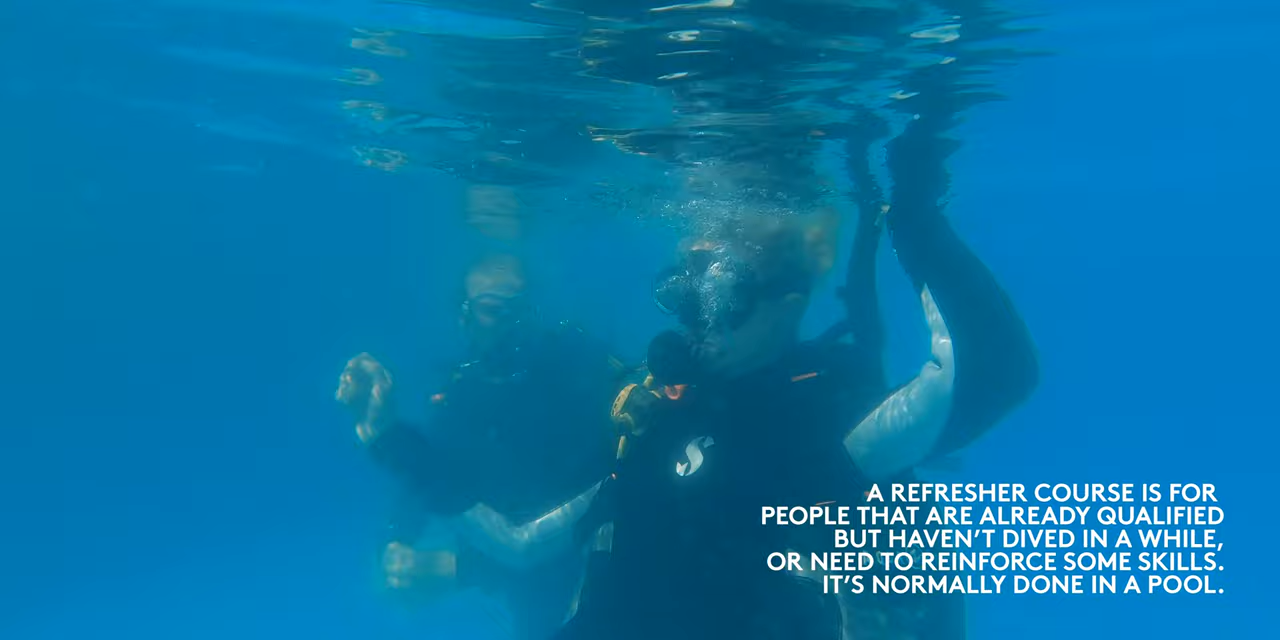 A REFRESHER COURSE IS FOR
PEOPLE THAT ARE ALREADY QUALIFIED
BUT HAVEN'T DIVED IN A WHILE,
OR NEED TO REINFORCE SOME SKILLS.
IT'S NORMALLY DONE IN A POOL.